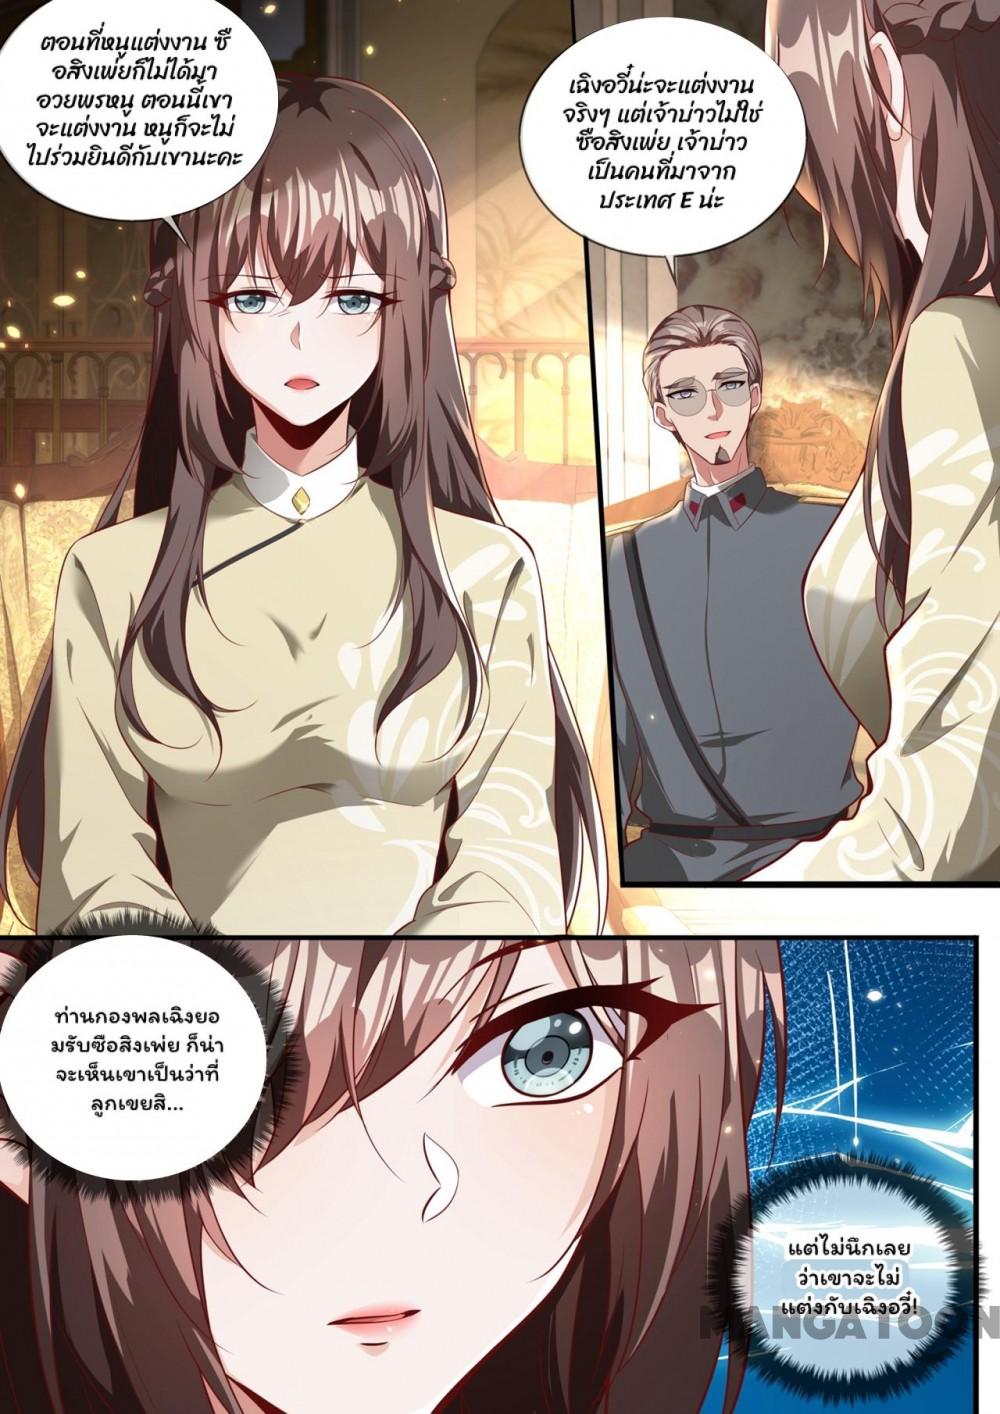 ตอนที่หนูแต่งงาน ซื
อสิงเพ่ยก็ไม่ได้มา
อวยพรหนู ตอนนี้เขา
จะแต่งงาน หนูก็จะไม่
ไปร่วมยินดีกับเขานะคะ
เฉิงอวี๋น่ะจะแต่งงาน
จริงๆ แต่เจ้าบ่าวไม่ใช่
ซือสิงเพ่ย เจ้าบ่าว
เป็นคนที่มาจาก
ประเทศ E น่ะ
ท่านกองพลเฉิงยอ
มรับซือสิงเพ่ย ก็น่า
จะเห็นเขาเป็นว่าที่
ลูกเขยสิ...
แต่ไม่นึกเลย
ว่าเขาจะไม่
แต่งกับเฉิงอวี๋!
MANGATOON